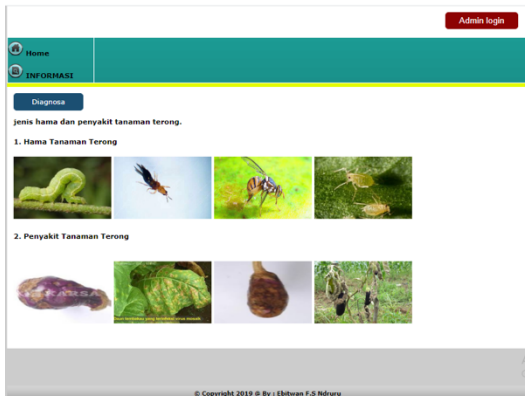 Admin login
Home
INFORMASI
Diagnosa
jenis hama dan penyakit tanaman terong.
1. Hama Tanaman Terong
2. Penyakit Tanaman Terong
KARSA
© Copyright 2019 @ By : Ebitwan F.S Ndruru